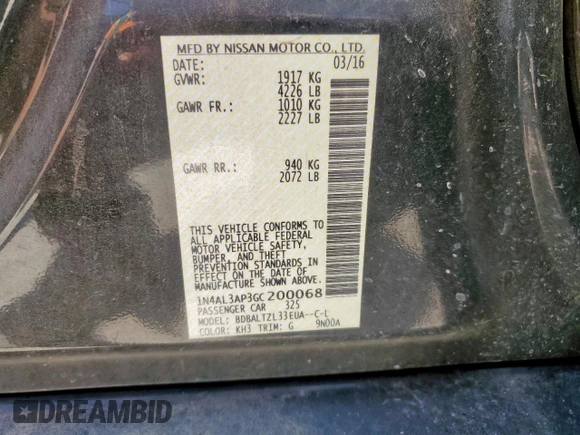 MFD BY NISSAN MOTOR CO., LTD.
DATE: 03/16
GVWR: 1917 KG
4226 LB
GAWR FR.: 1010 KG
2227 LB
GAWR RR.: 940 KG
2072 LB
THIS VEHICLE CONFORMS TO
ALL APPLICABLE FEDERAL
MOTOR VEHICLE SAFETY,
BUMPER, AND THEFT
PREVENTION STANDARDS IN
EFFECT ON THE DATE OF
MANUFACTURE SHOWN ABOVE.
1N4AL3AP3GC200068
PASSENGER CAR 325
MODEL: BDBALTZL33EUA--C-L
COLOR: KH3 TRIM: G 9N00A
DREAMBID